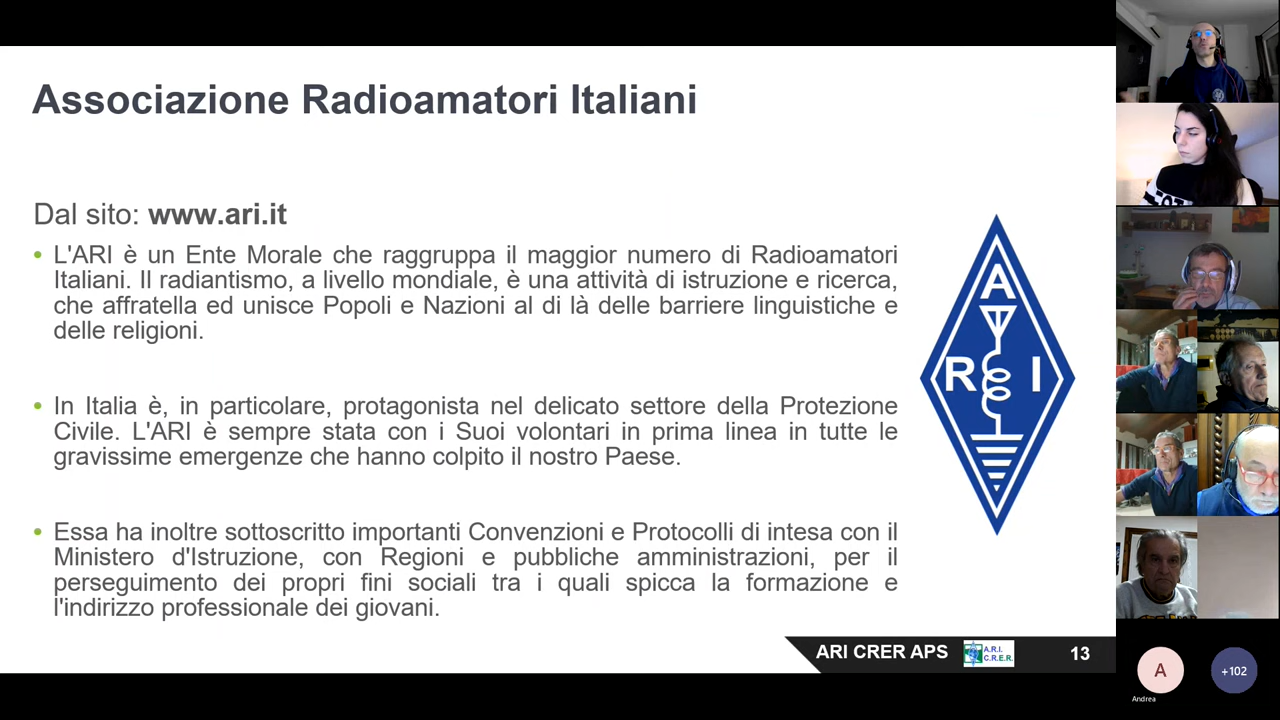 Associazione Radioamatori Italiani
Dal sito: www.ari.it
• L'ARI è un Ente Morale che raggruppa il maggior numero di Radioamatori
Italiani. Il radiantismo, a livello mondiale, è una attività di istruzione e ricerca,
che affratella ed unisce Popoli e Nazioni al di là delle barriere linguistiche e
delle religioni.
• In Italia è, in particolare, protagonista nel delicato settore della Protezione
Civile. L'ARI è sempre stata con i Suoi volontari in prima linea in tutte le
gravissime emergenze che hanno colpito il nostro Paese.
• Essa ha inoltre sottoscritto importanti Convenzioni e Protocolli di intesa con il
Ministero d'Istruzione, con Regioni e pubbliche amministrazioni, per il
perseguimento dei propri fini sociali tra i quali spicca la formazione e
l'indirizzo professionale dei giovani.
A
R I
ARI CRER APS
A.R.I.
C.R.E.R.
13
A
Andrea
+102